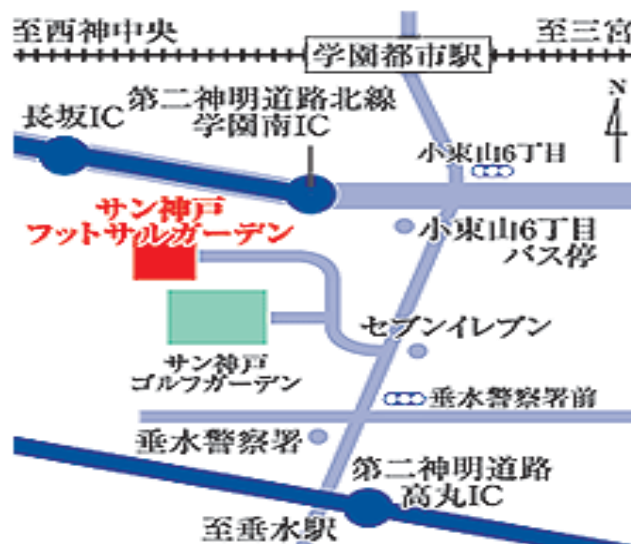 至西神中央
学園都市駅
至三宮
N
第二神明道路北線
学園南IC
長坂IC
小東山6丁目
サン神戸
フットサルガーデン
小東山6丁目
バス停
セブンイレブン
サン神戸
ゴルフガーデン
垂水警察署前
垂水警察署
第二神明道路
高丸IC
至垂水駅